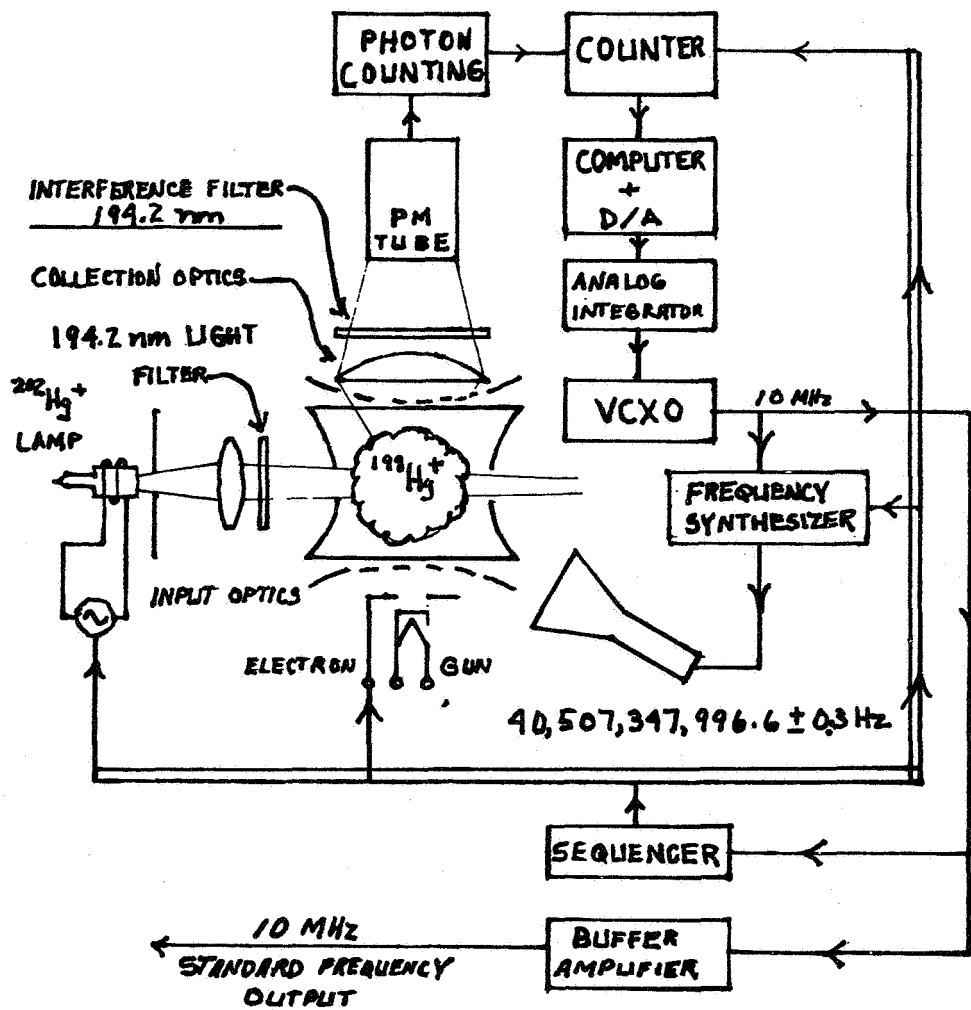 PHOTON
COUNTING
COUNTER
COMPUTER
+
D/A
INTERFERENCE FILTER
194.2 nm
PM
TUBE
COLLECTION OPTICS
ANALOG
INTEGRATOR
194.2 nm LIGHT
FILTER
²⁰²Hg⁺
LAMP
VCXO
10 MHz
¹⁹⁹Hg⁺
FREQUENCY
SYNTHESIZER
INPUT OPTICS
ELECTRON GUN
40,507,347,996.6 ± 0.3 Hz
SEQUENCER
10 MHz
STANDARD FREQUENCY
OUTPUT
BUFFER
AMPLIFIER